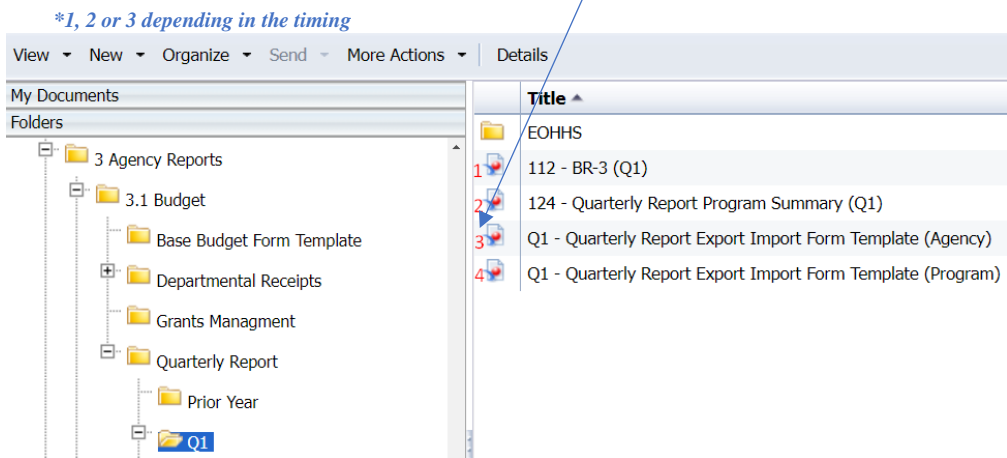 *1, 2 or 3 depending in the timing
View New Organize Send More Actions Details
My Documents
Folders
3 Agency Reports
3.1 Budget
Base Budget Form Template
Departmental Receipts
Grants Managment
Quarterly Report
Prior Year
Q1
Title
EOHHS
1 112 - BR-3 (Q1)
2 124 - Quarterly Report Program Summary (Q1)
3 Q1 - Quarterly Report Export Import Form Template (Agency)
4 Q1 - Quarterly Report Export Import Form Template (Program)